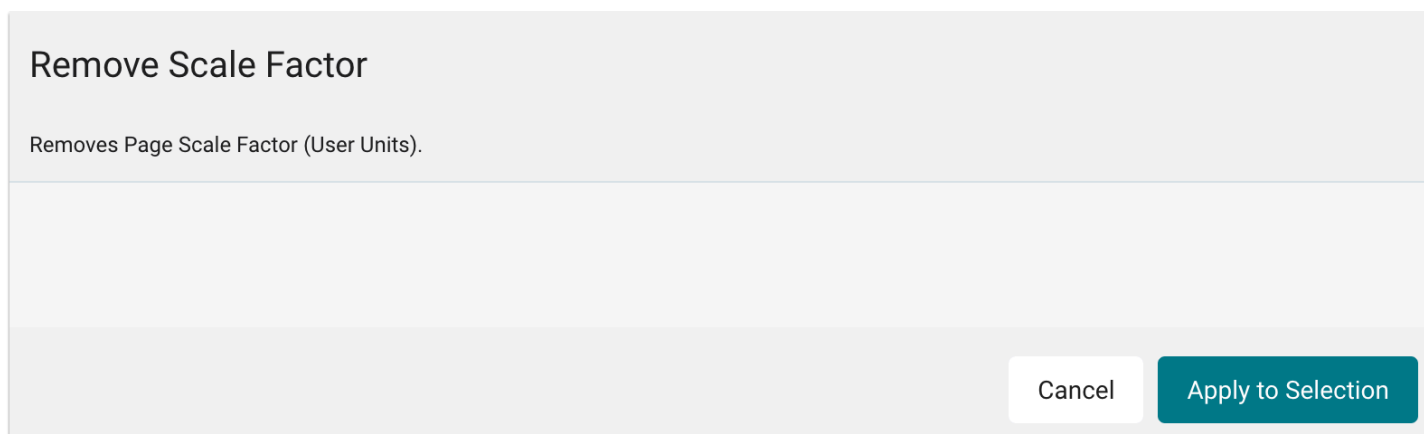 Remove Scale Factor
Removes Page Scale Factor (User Units).
Cancel
Apply to Selection